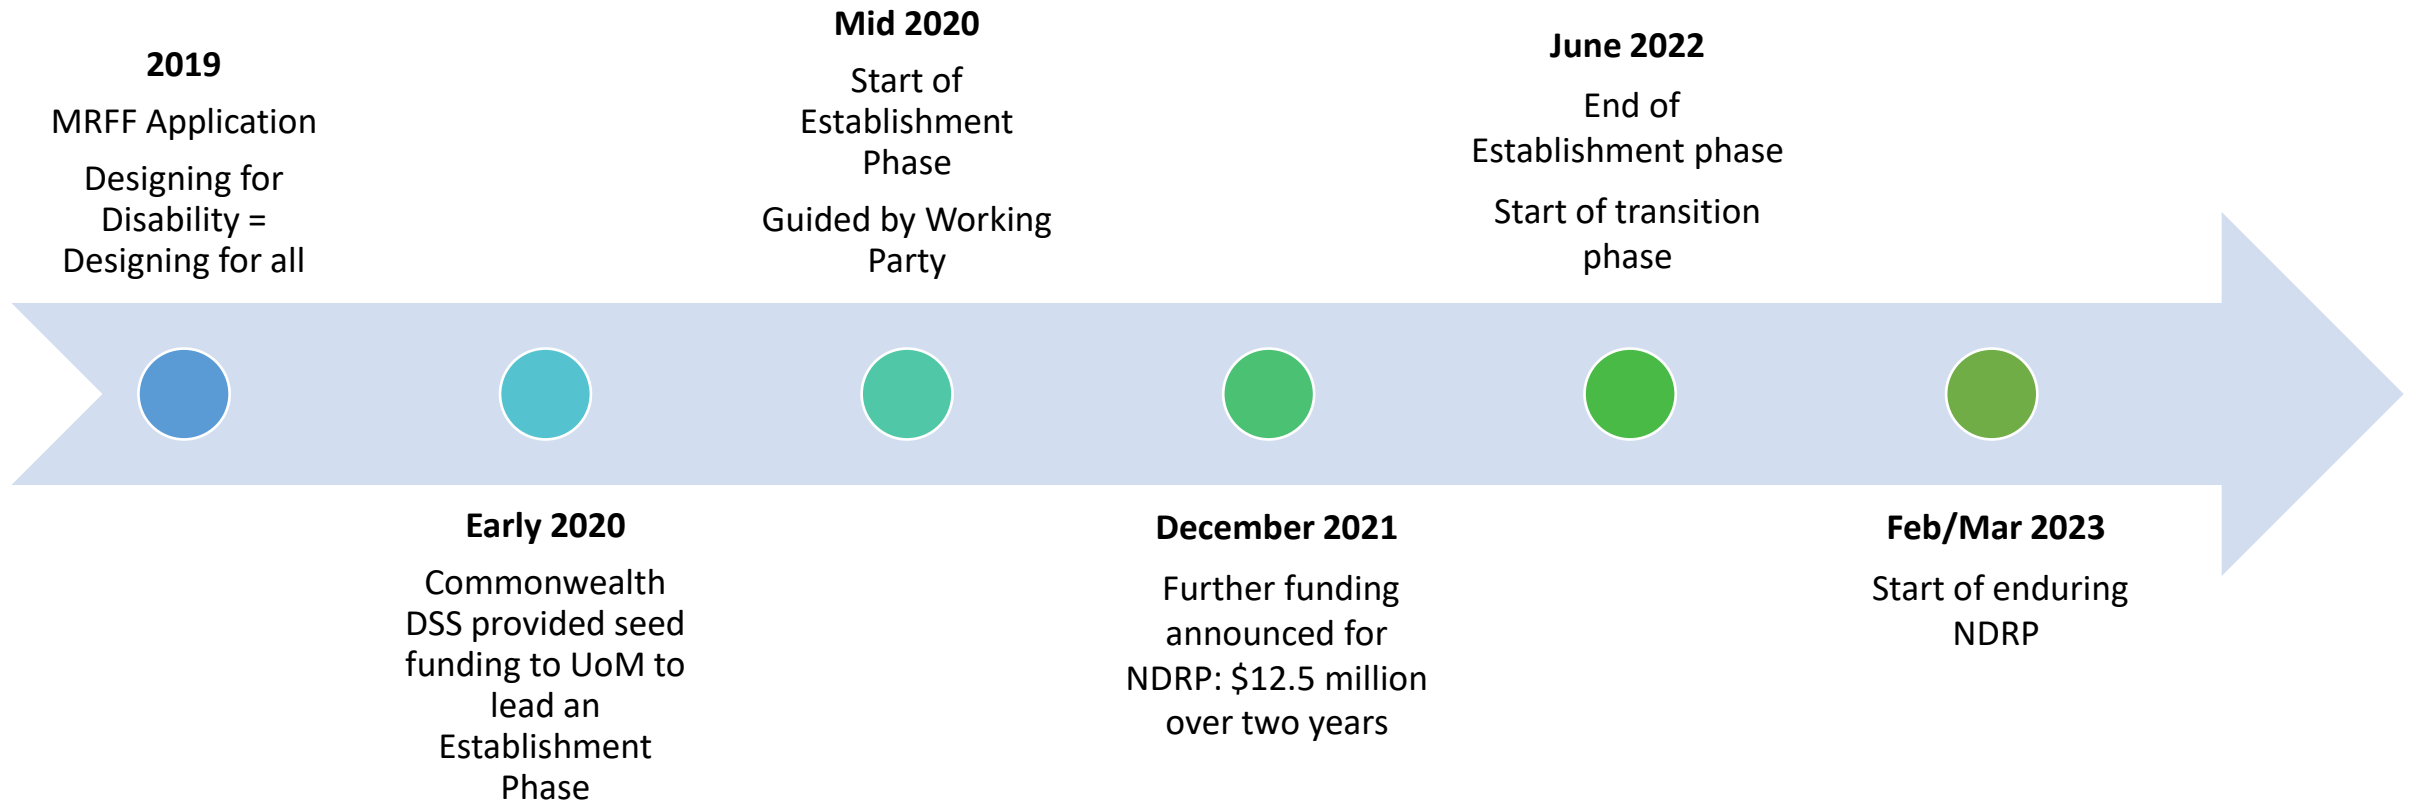 2019
MRFF Application
Designing for
Disability =
Designing for all
Early 2020
Commonwealth
DSS provided seed
funding to UoM to
lead an
Establishment
Phase
Mid 2020
Start of
Establishment
Phase
Guided by Working
Party
December 2021
Further funding
announced for
NDRP: $12.5 million
over two years
June 2022
End of
Establishment phase
Start of transition
phase
Feb/Mar 2023
Start of enduring
NDRP